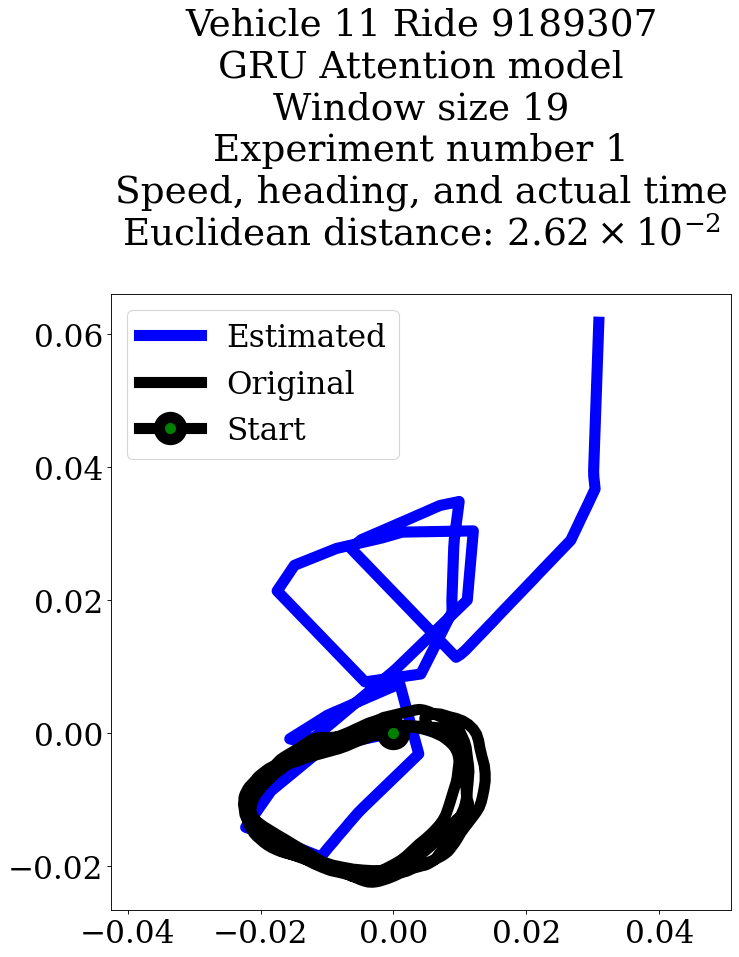 Vehicle 11 Ride 9189307
GRU Attention model
Window size 19
Experiment number 1
Speed, heading, and actual time
Euclidean distance: 2.62 × 10⁻²
Estimated
Original
Start
0.06
0.04
0.02
0.00
−0.02
−0.04 −0.02 0.00 0.02 0.04